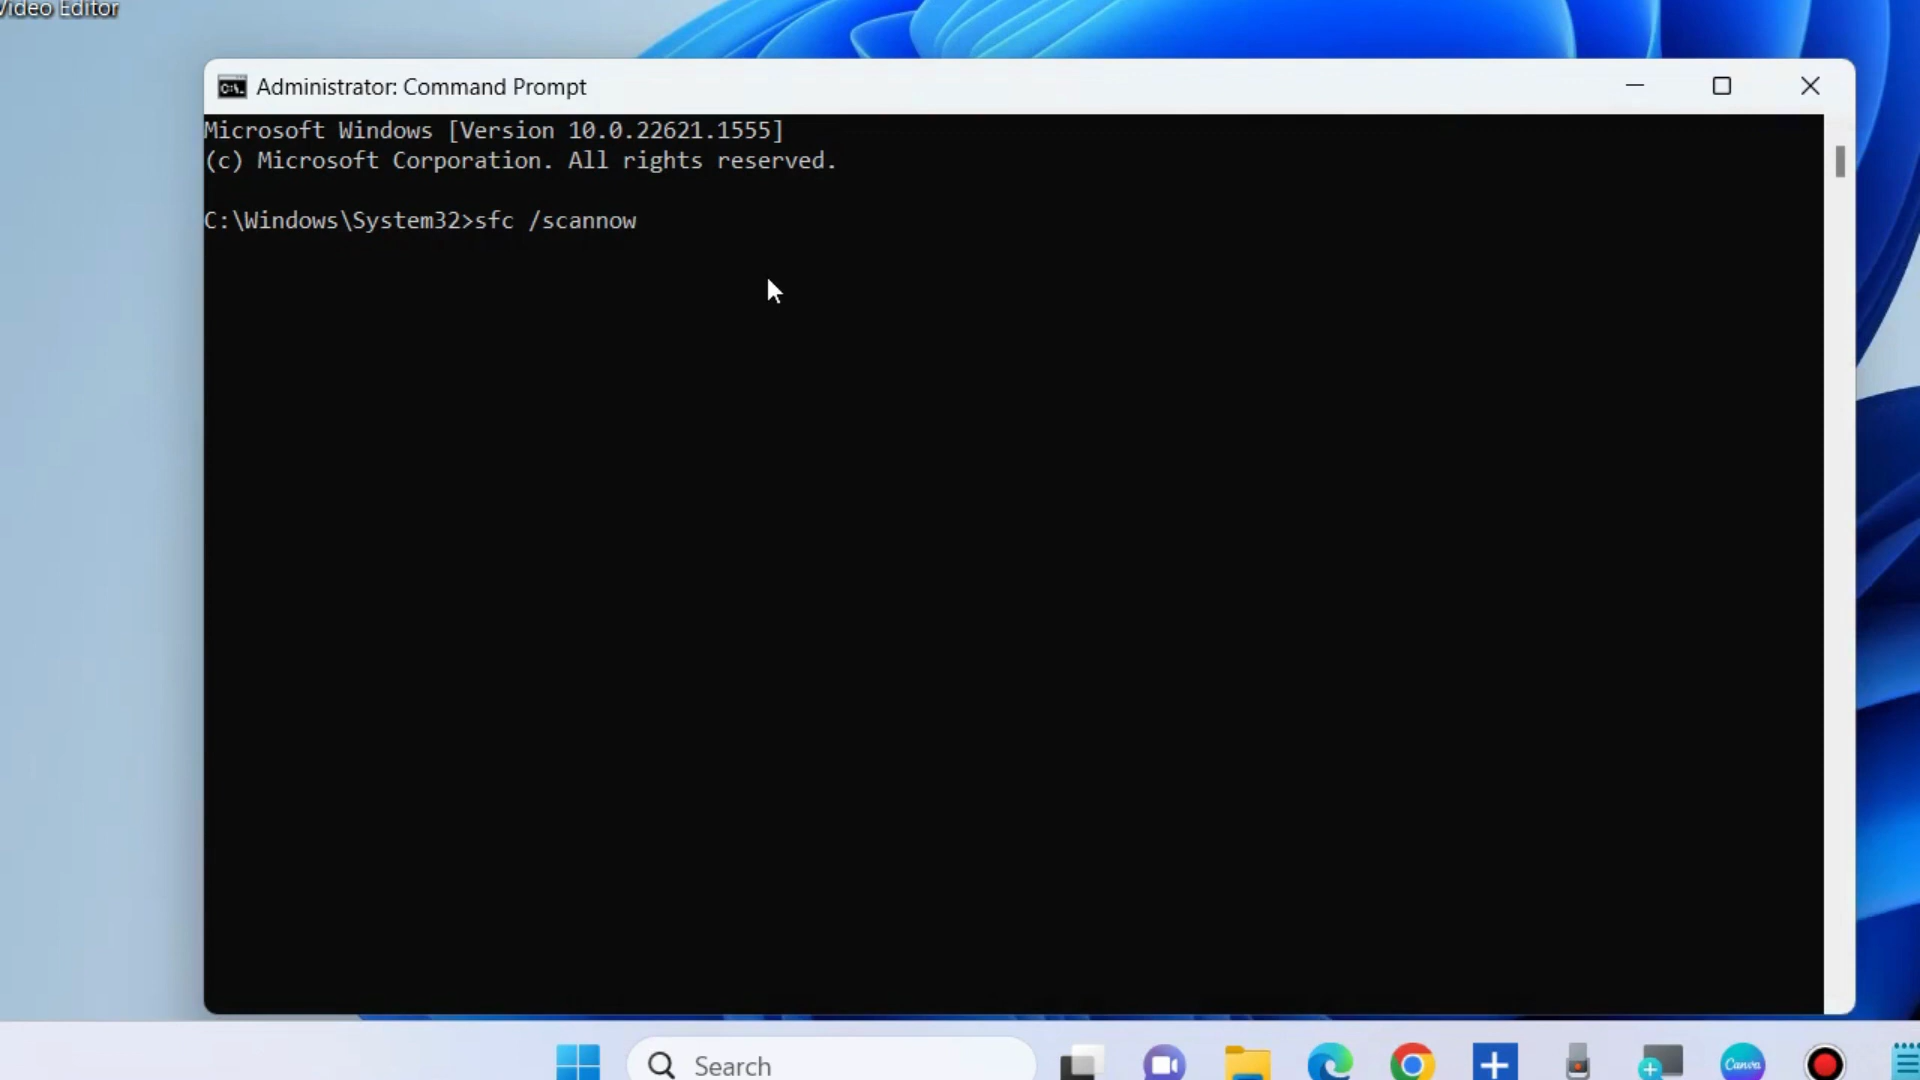 Video Editor
Administrator: Command Prompt
Microsoft Windows [Version 10.0.22621.1555]
(c) Microsoft Corporation. All rights reserved.
C:\Windows\System32>sfc /scannow
Search
Canva